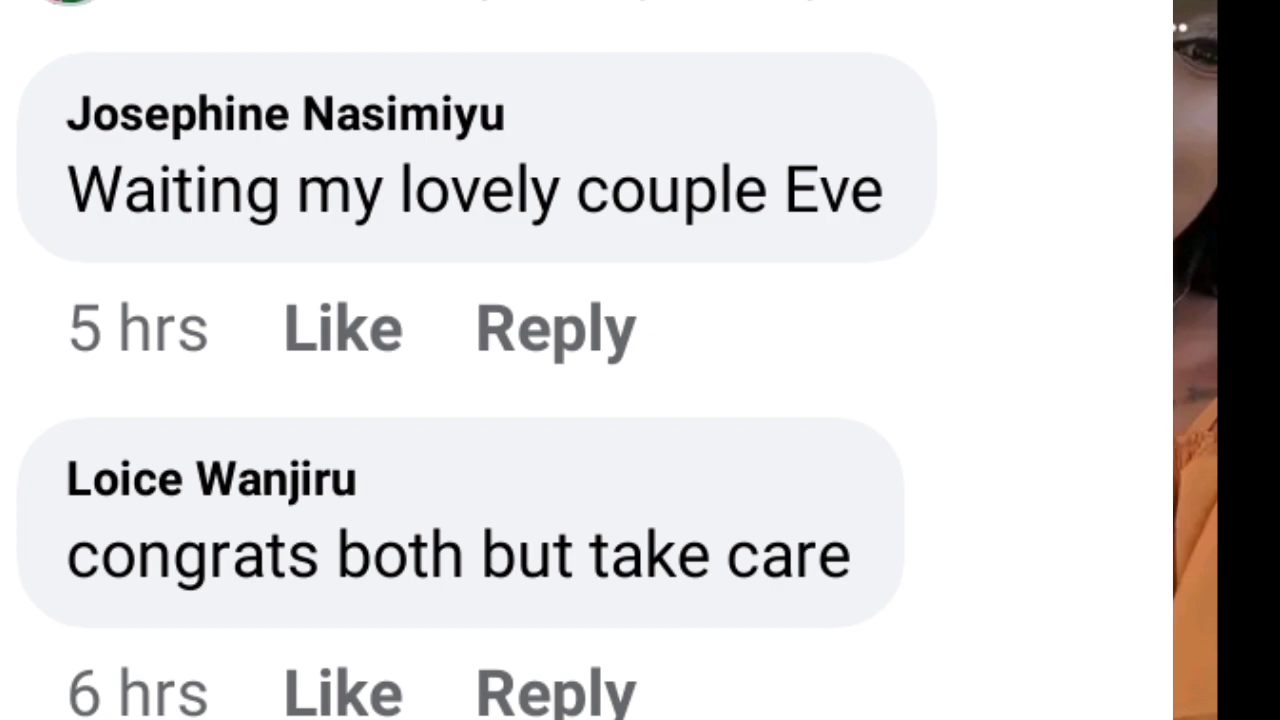 Josephine Nasimiyu
Waiting my lovely couple Eve
5 hrs Like Reply
Loice Wanjiru
congrats both but take care
6 hrs Like Reply